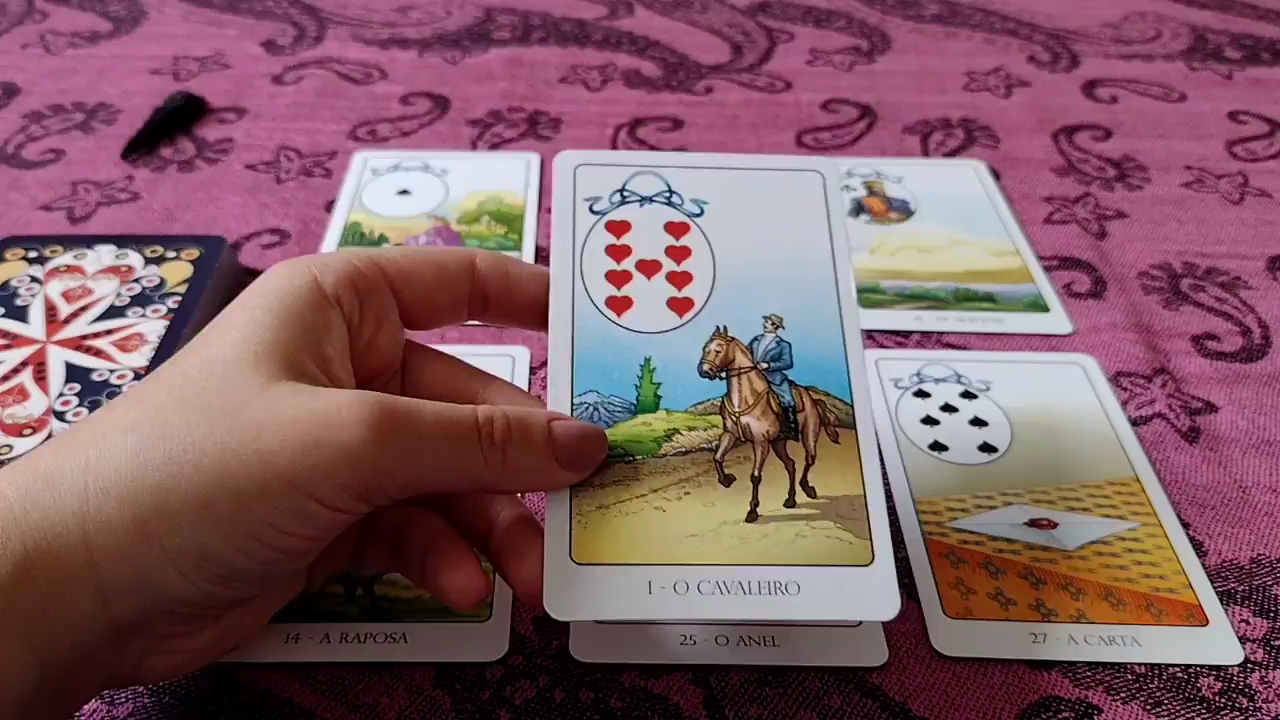 1 - O CAVALEIRO
14 - A RAPOSA
25 - O ANEL
27 - A CARTA